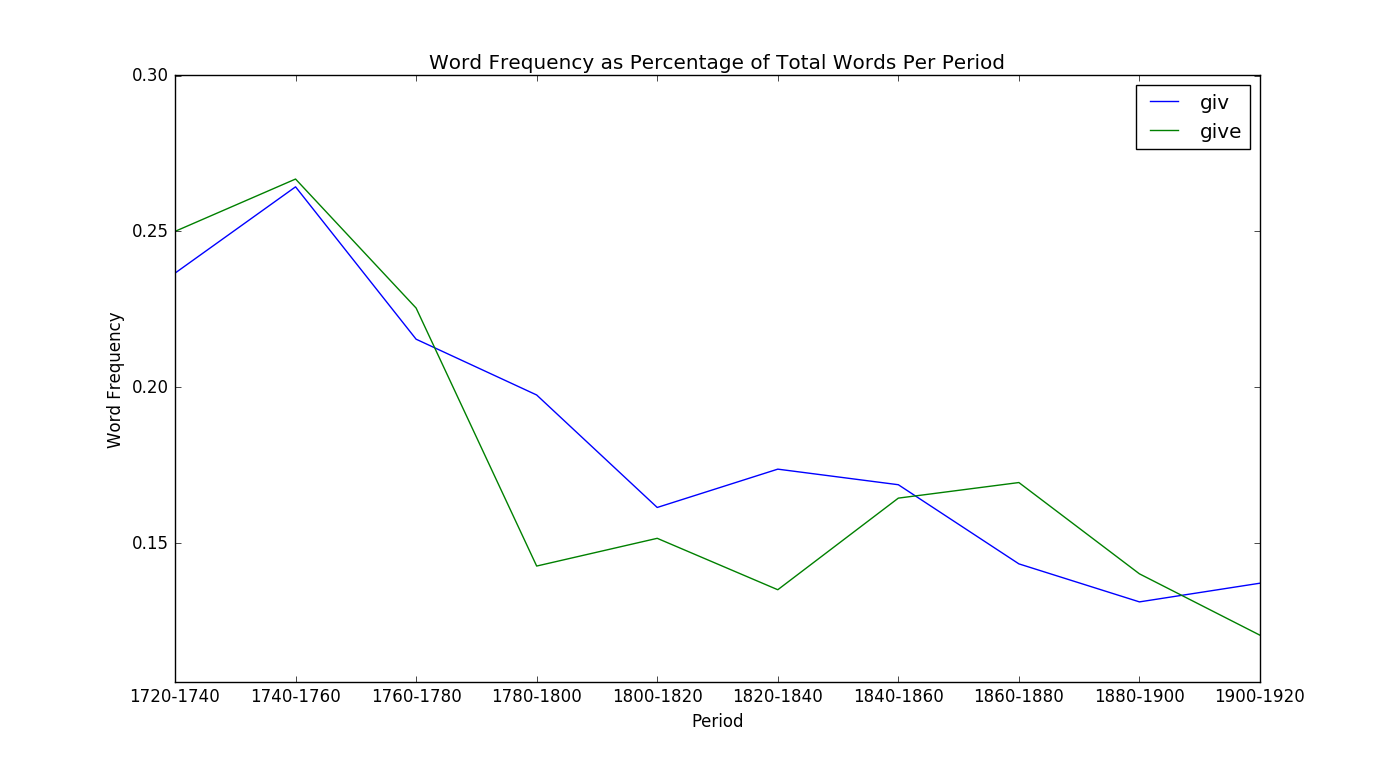 Word Frequency as Percentage of Total Words Per Period
0.30
giv
give
0.25
0.20
0.15
Word Frequency
1720-1740 1740-1760 1760-1780 1780-1800 1800-1820 1820-1840 1840-1860 1860-1880 1880-1900 1900-1920
Period